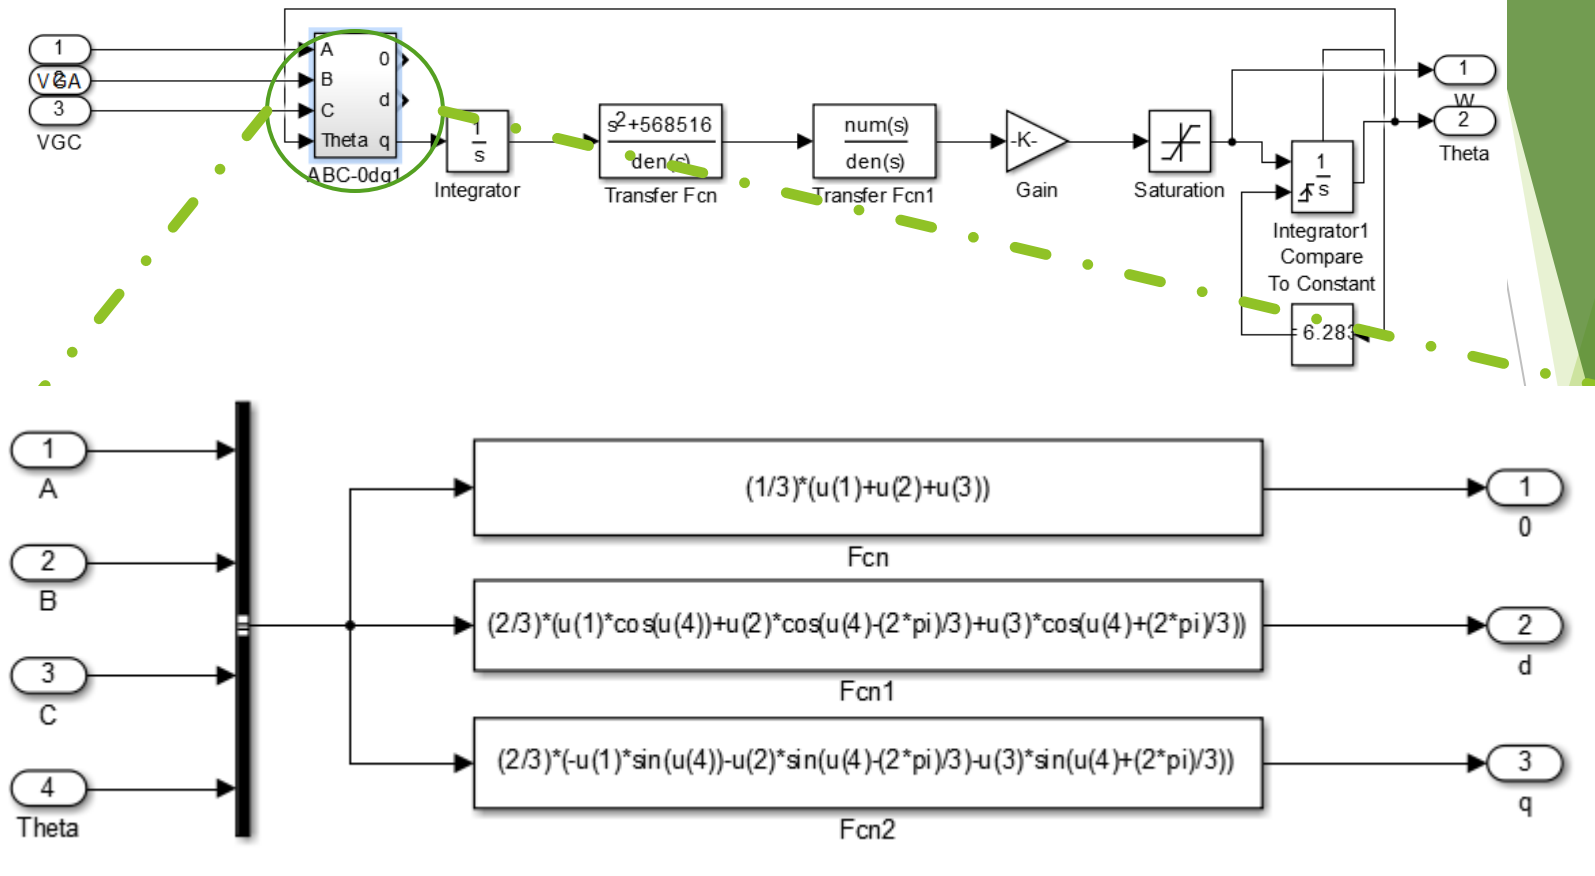 1
VGA
2
3
VGC
A
B
C
Theta
0
d
q
ABC-0dq1
1
s
Integrator
s2+568516
den(s)
Transfer Fcn
num(s)
den(s)
Transfer Fcn1
-K-
Gain
Saturation
1
s
Integrator1
Compare
To Constant
= 6.283
1
W
2
Theta
1
A
2
B
3
C
4
Theta
(1/3)*(u(1)+u(2)+u(3))
Fcn
(2/3)*(u(1)*cos(u(4))+u(2)*cos(u(4)-(2*pi)/3)+u(3)*cos(u(4)+(2*pi)/3))
Fcn1
(2/3)*(-u(1)*sin(u(4))-u(2)*sin(u(4)-(2*pi)/3)-u(3)*sin(u(4)+(2*pi)/3))
Fcn2
1
0
2
d
3
q